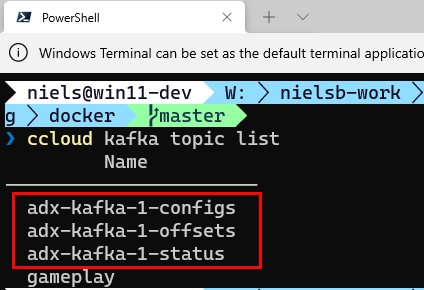 PowerShell
Windows Terminal can be set as the default terminal applicatio
niels@win11-dev W: nielsb-work
g docker master
ccloud kafka topic list
Name
adx-kafka-1-configs
adx-kafka-1-offsets
adx-kafka-1-status
gameplay